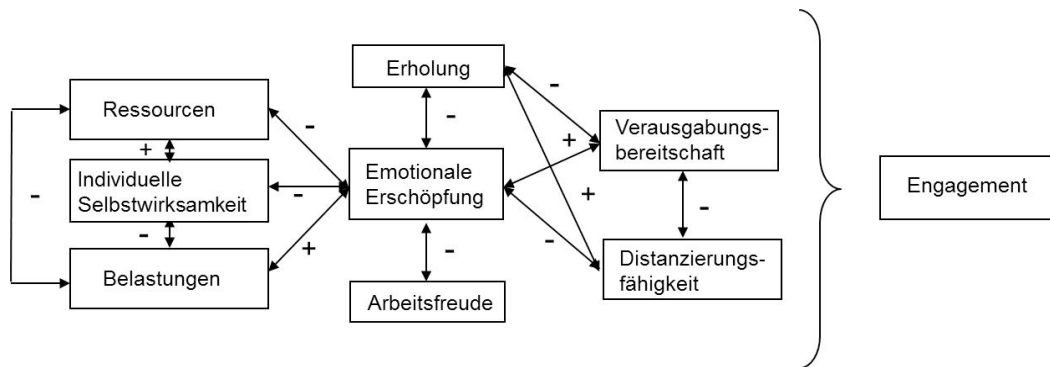 Erholung
Ressourcen
-
-
-
Verausgabungs-
bereitschaft
+
+
Individuelle
Selbstwirksamkeit
Emotionale
Erschöpfung
-
-
+
-
Engagement
-
+
-
-
Distanzierungs-
fähigkeit
Belastungen
Arbeitsfreude